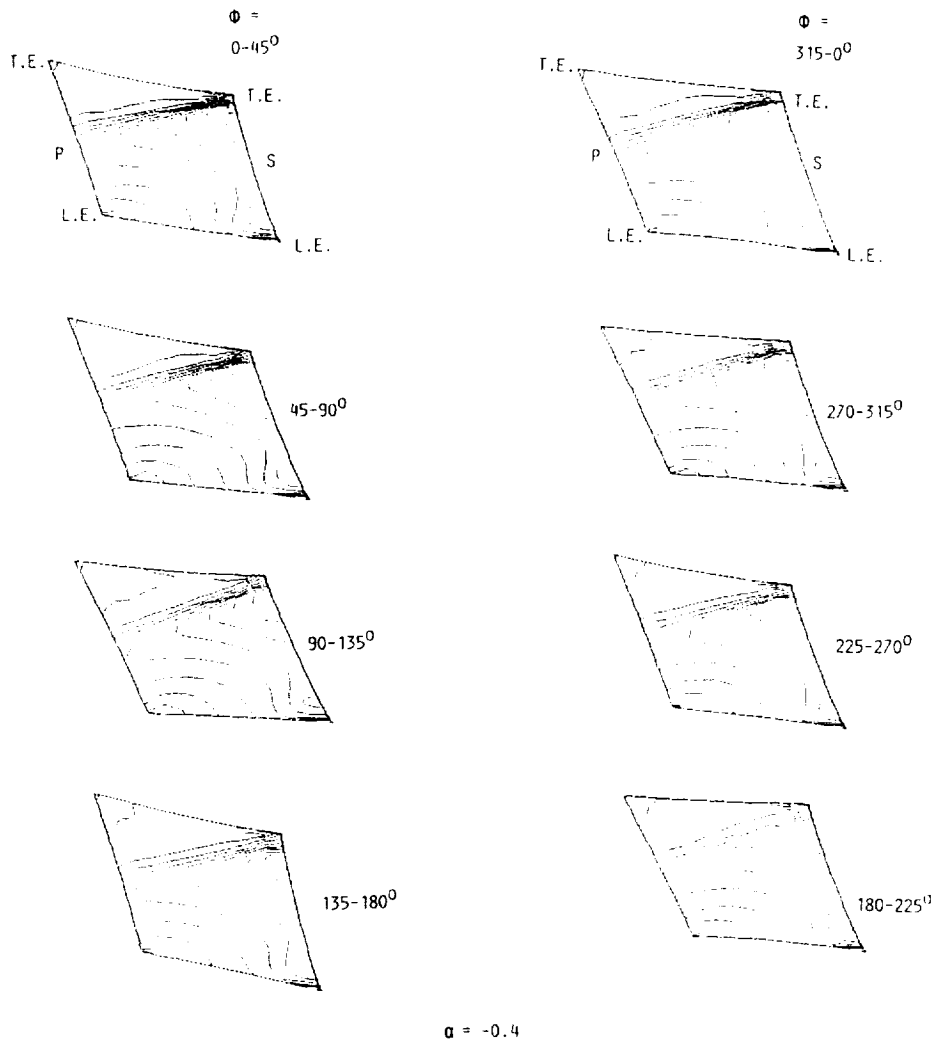 Φ =
0-45⁰
T.E.
T.E.
P
S
L.E.
L.E.
Φ =
315-0⁰
T.E.
T.E.
P
S
L.E.
L.E.
45-90⁰
270-315⁰
90-135⁰
225-270⁰
135-180⁰
180-225⁰
α = -0.4